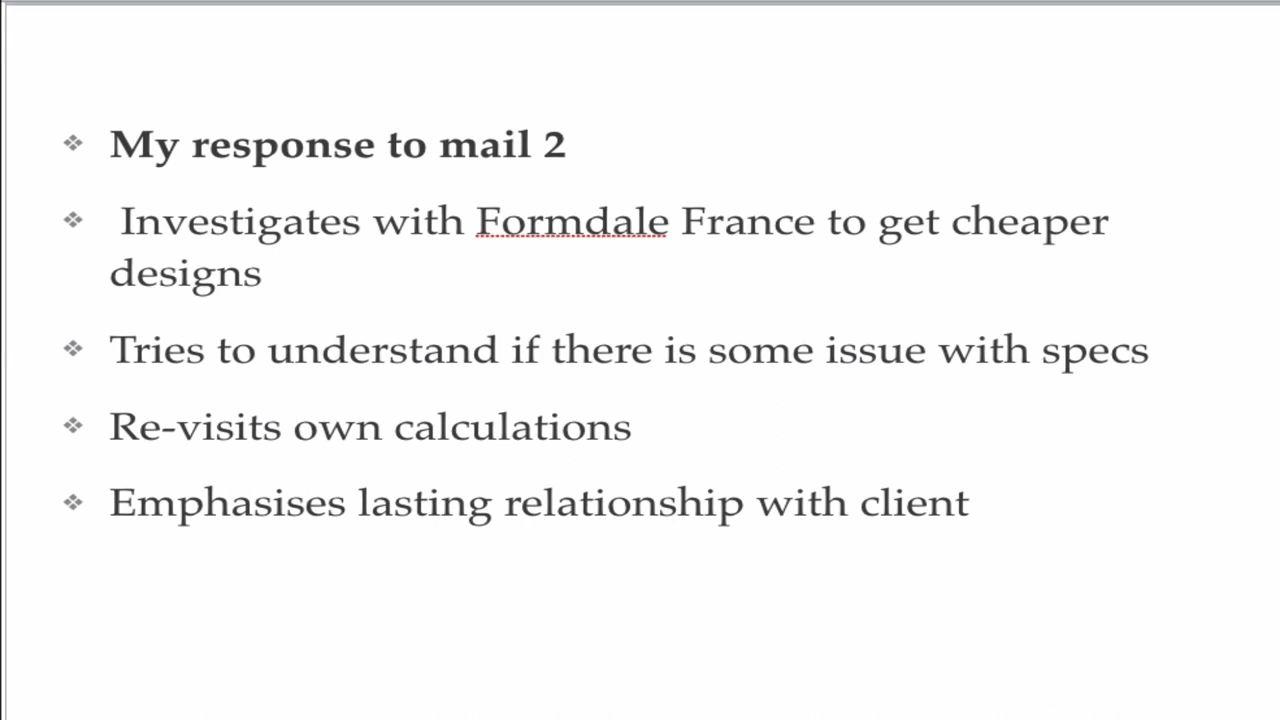 My response to mail 2
Investigates with Formdale France to get cheaper
designs
Tries to understand if there is some issue with specs
Re-visits own calculations
Emphasises lasting relationship with client